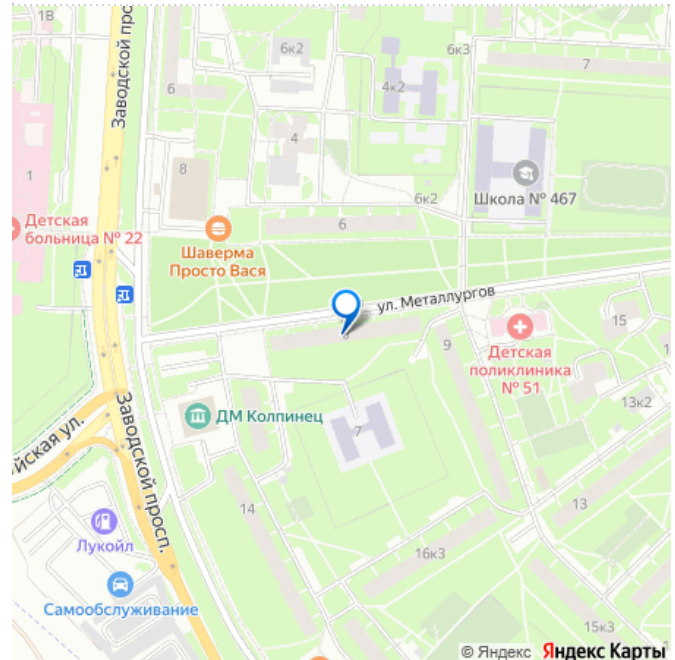 1В
Заводской прос
6к2
6к3
7
6
4к2
4
1
8
6к2
Школа № 467
Детская
больница № 22
6
Шаверма
Просто Вася
ул. Металлургов
15
9
Детская
поликлиника
№ 51
1
13к2
ДМ Колпинец
7
йская ул.
Заводской просп.
14
13
16к3
Лукойл
Самообслуживание
15к3
© Яндекс Яндекс Карты